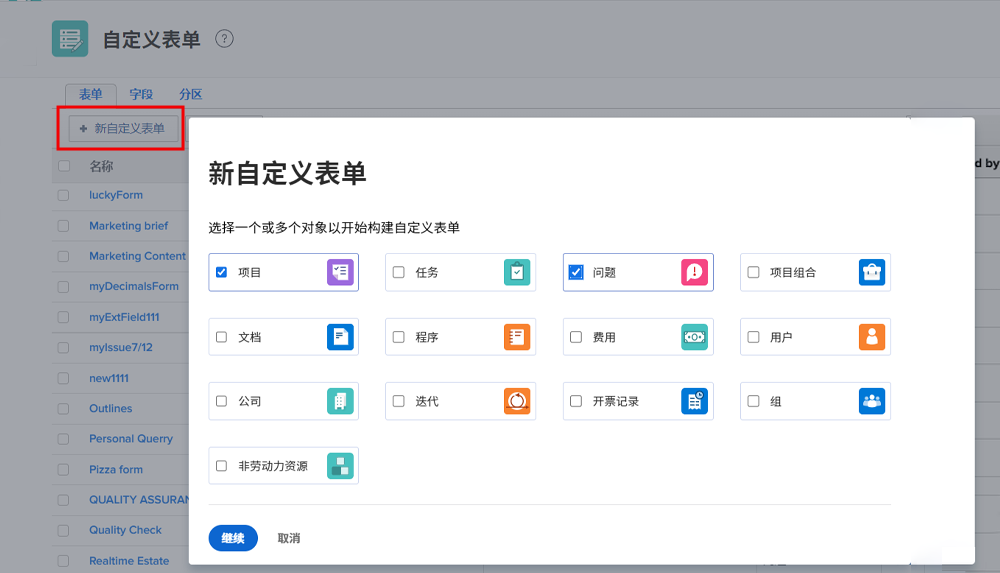 自定义表单 ?
表单 字段 分区
+ 新自定义表单
名称
d by
luckyForm
Marketing brief
Marketing Content
myDecimalsForm
myExtField111
myIssue7/12
new1111
Outlines
Personal Querry
Pizza form
QUALITY ASSURAN
Quality Check
Realtime Estate
新自定义表单
选择一个或多个对象以开始构建自定义表单
项目 任务 问题 项目组合
文档 程序 费用 用户
公司 迭代 开票记录 组
非劳动力资源
继续 取消